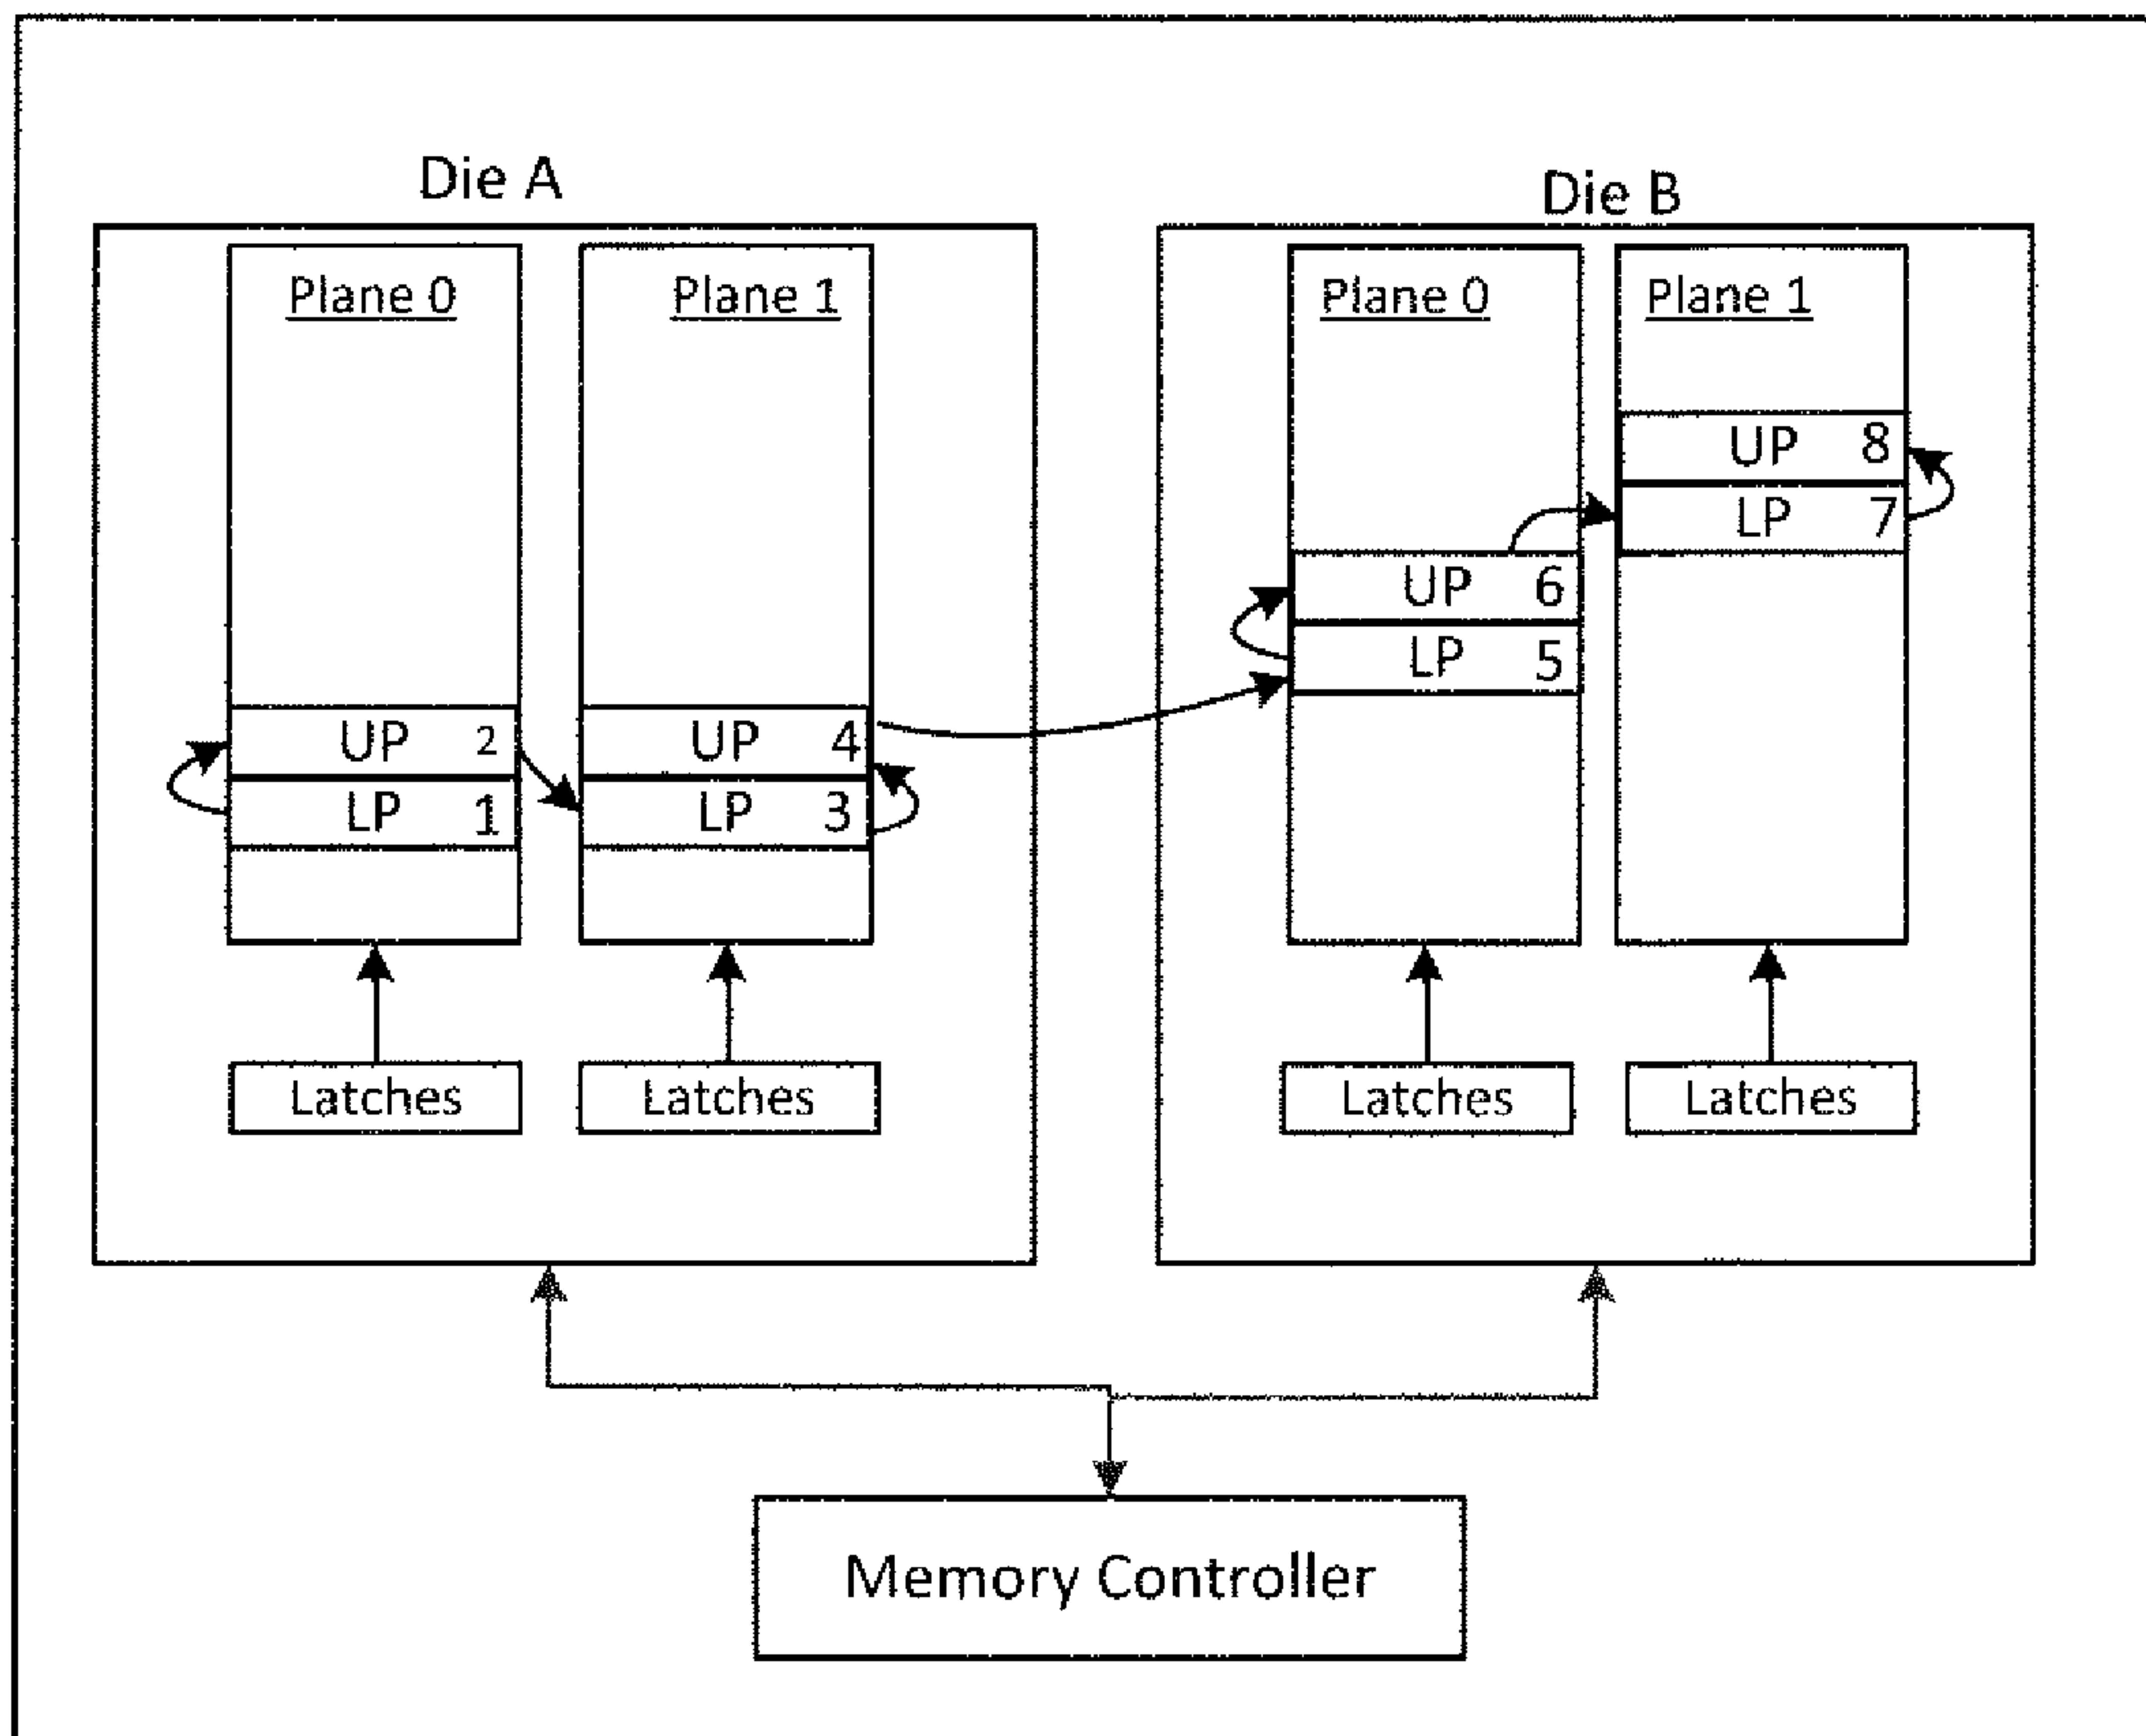 Die A
Plane 0
Plane 1
UP 2
LP 1
UP 4
LP 3
Latches
Latches
Die B
Plane 0
Plane 1
UP 8
LP 7
UP 6
LP 5
Latches
Latches
Memory Controller